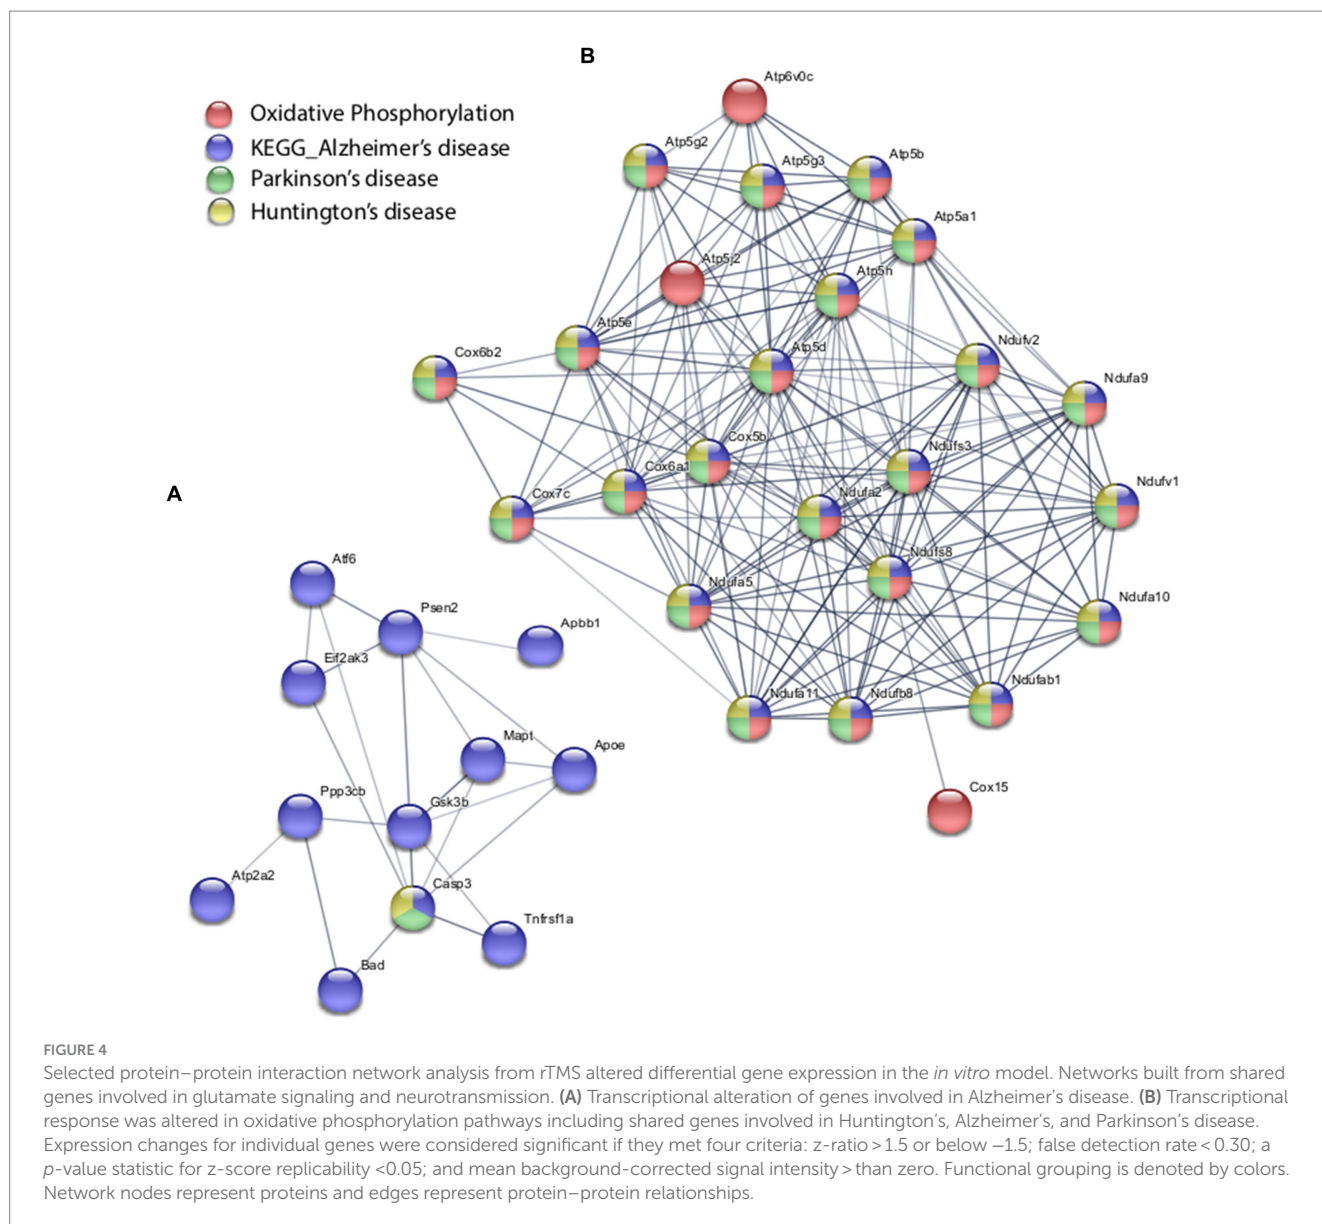 B
Oxidative Phosphorylation
KEGG_Alzheimer's disease
Parkinson's disease
Huntington's disease
Atp6v0c
Atp5g2
Atp5g3
Atp5b
Atp5a1
Atp5j2
Atp5h
Atp5e
Atp5d
Ndufv2
Cox6b2
Ndufa9
Cox5b
Ndufs3
Cox6a1
Ndufv1
Cox7c
Ndufa2
Ndufs8
Ndufa5
Ndufa10
Ndufa11
Ndufb8
Ndufab1
Cox15
A
Atf6
Psen2
Apbb1
Eif2ak3
Mapt
Apoe
Ppp3cb
Gsk3b
Atp2a2
Casp3
Tnfrsf1a
Bad
FIGURE 4
Selected protein–protein interaction network analysis from rTMS altered differential gene expression in the in vitro model. Networks built from shared
genes involved in glutamate signaling and neurotransmission. (A) Transcriptional alteration of genes involved in Alzheimer's disease. (B) Transcriptional
response was altered in oxidative phosphorylation pathways including shared genes involved in Huntington's, Alzheimer's, and Parkinson's disease.
Expression changes for individual genes were considered significant if they met four criteria: z-ratio > 1.5 or below −1.5; false detection rate < 0.30; a
p-value statistic for z-score replicability <0.05; and mean background-corrected signal intensity > than zero. Functional grouping is denoted by colors.
Network nodes represent proteins and edges represent protein–protein relationships.